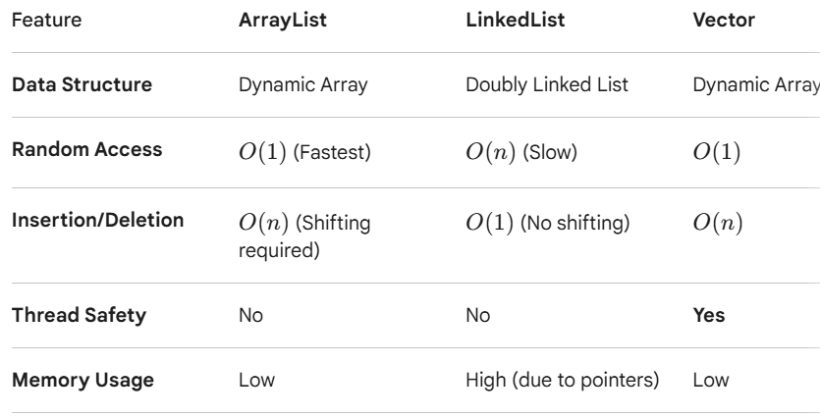 Feature ArrayList LinkedList Vector
Data Structure Dynamic Array Doubly Linked List Dynamic Array
Random Access O(1) (Fastest) O(n) (Slow) O(1)
Insertion/Deletion O(n) (Shifting O(1) (No shifting) O(n)
required)
Thread Safety No No Yes
Memory Usage Low High (due to pointers) Low